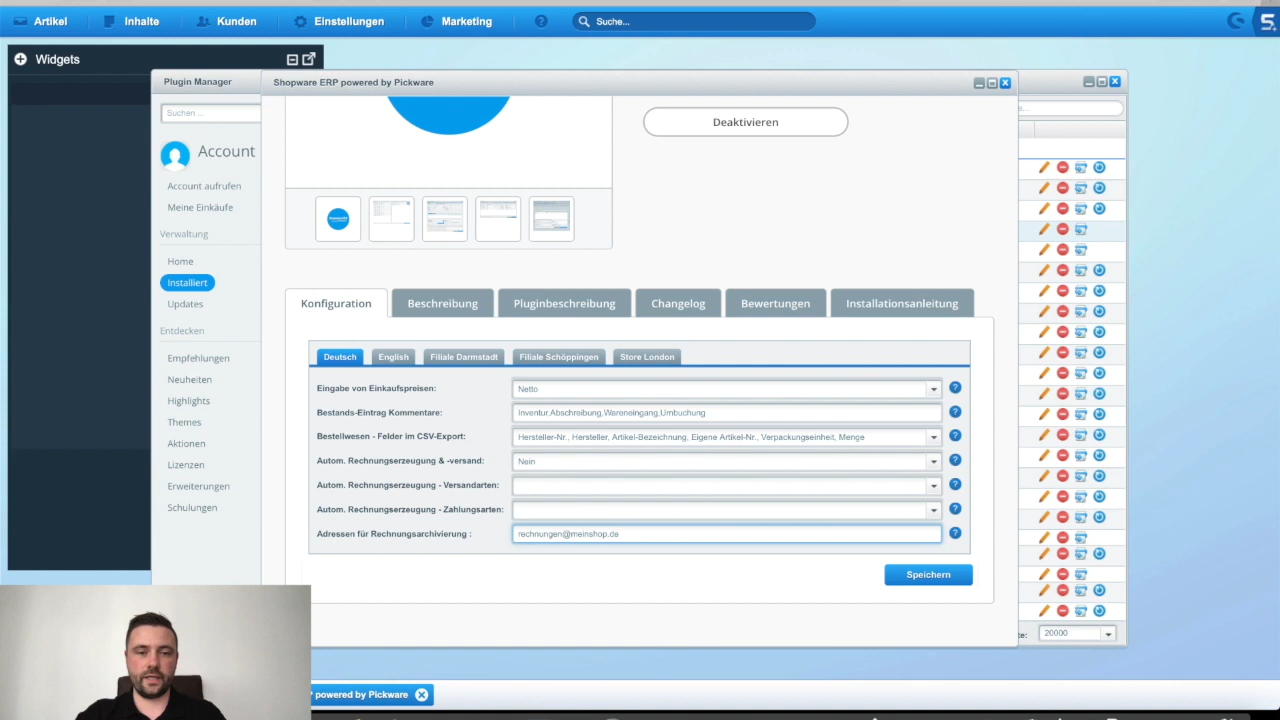 Artikel Inhalte Kunden Einstellungen Marketing Suche...
Widgets
Plugin Manager
Shopware ERP powered by Pickware
Suchen ...
Deaktivieren
Account
Account aufrufen
Meine Einkäufe
Verwaltung
Home
Installiert
Updates
Entdecken
Empfehlungen
Neuheiten
Highlights
Themes
Aktionen
Lizenzen
Erweiterungen
Schulungen
Konfiguration Beschreibung Pluginbeschreibung Changelog Bewertungen Installationsanleitung
Deutsch English Filiale Darmstadt Filiale Schöppingen Store London
Eingabe von Einkaufspreisen: Netto
Bestands-Eintrag Kommentare: Inventur,Abschreibung,Wareneingang,Umbuchung
Bestellwesen - Felder im CSV-Export: Hersteller-Nr., Hersteller, Artikel-Bezeichnung, Eigene Artikel-Nr., Verpackungseinheit, Menge
Autom. Rechnungserzeugung & -versand: Nein
Autom. Rechnungserzeugung - Versandarten:
Autom. Rechnungserzeugung - Zahlungsarten:
Adressen für Rechnungsarchivierung : rechnungen@meinshop.de
Speichern
te: 20000
powered by Pickware